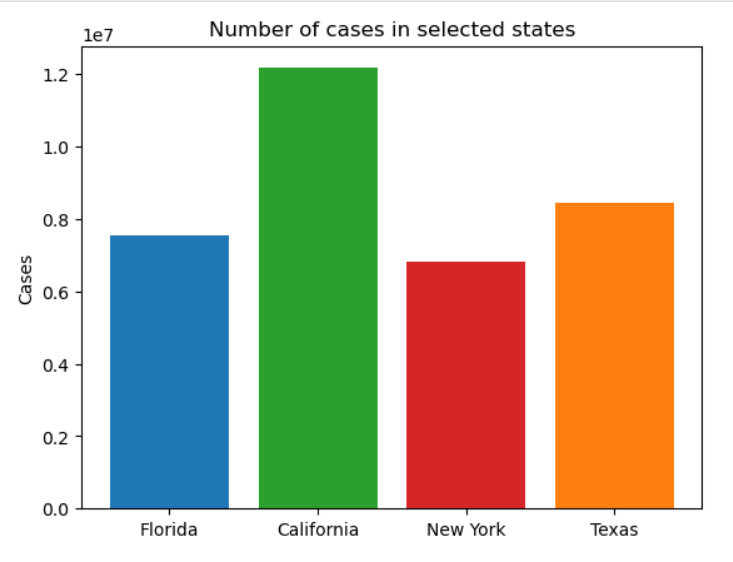 Number of cases in selected states
1e7
1.2
1.0
0.8
0.6
0.4
0.2
0.0
Cases
Florida California New York Texas